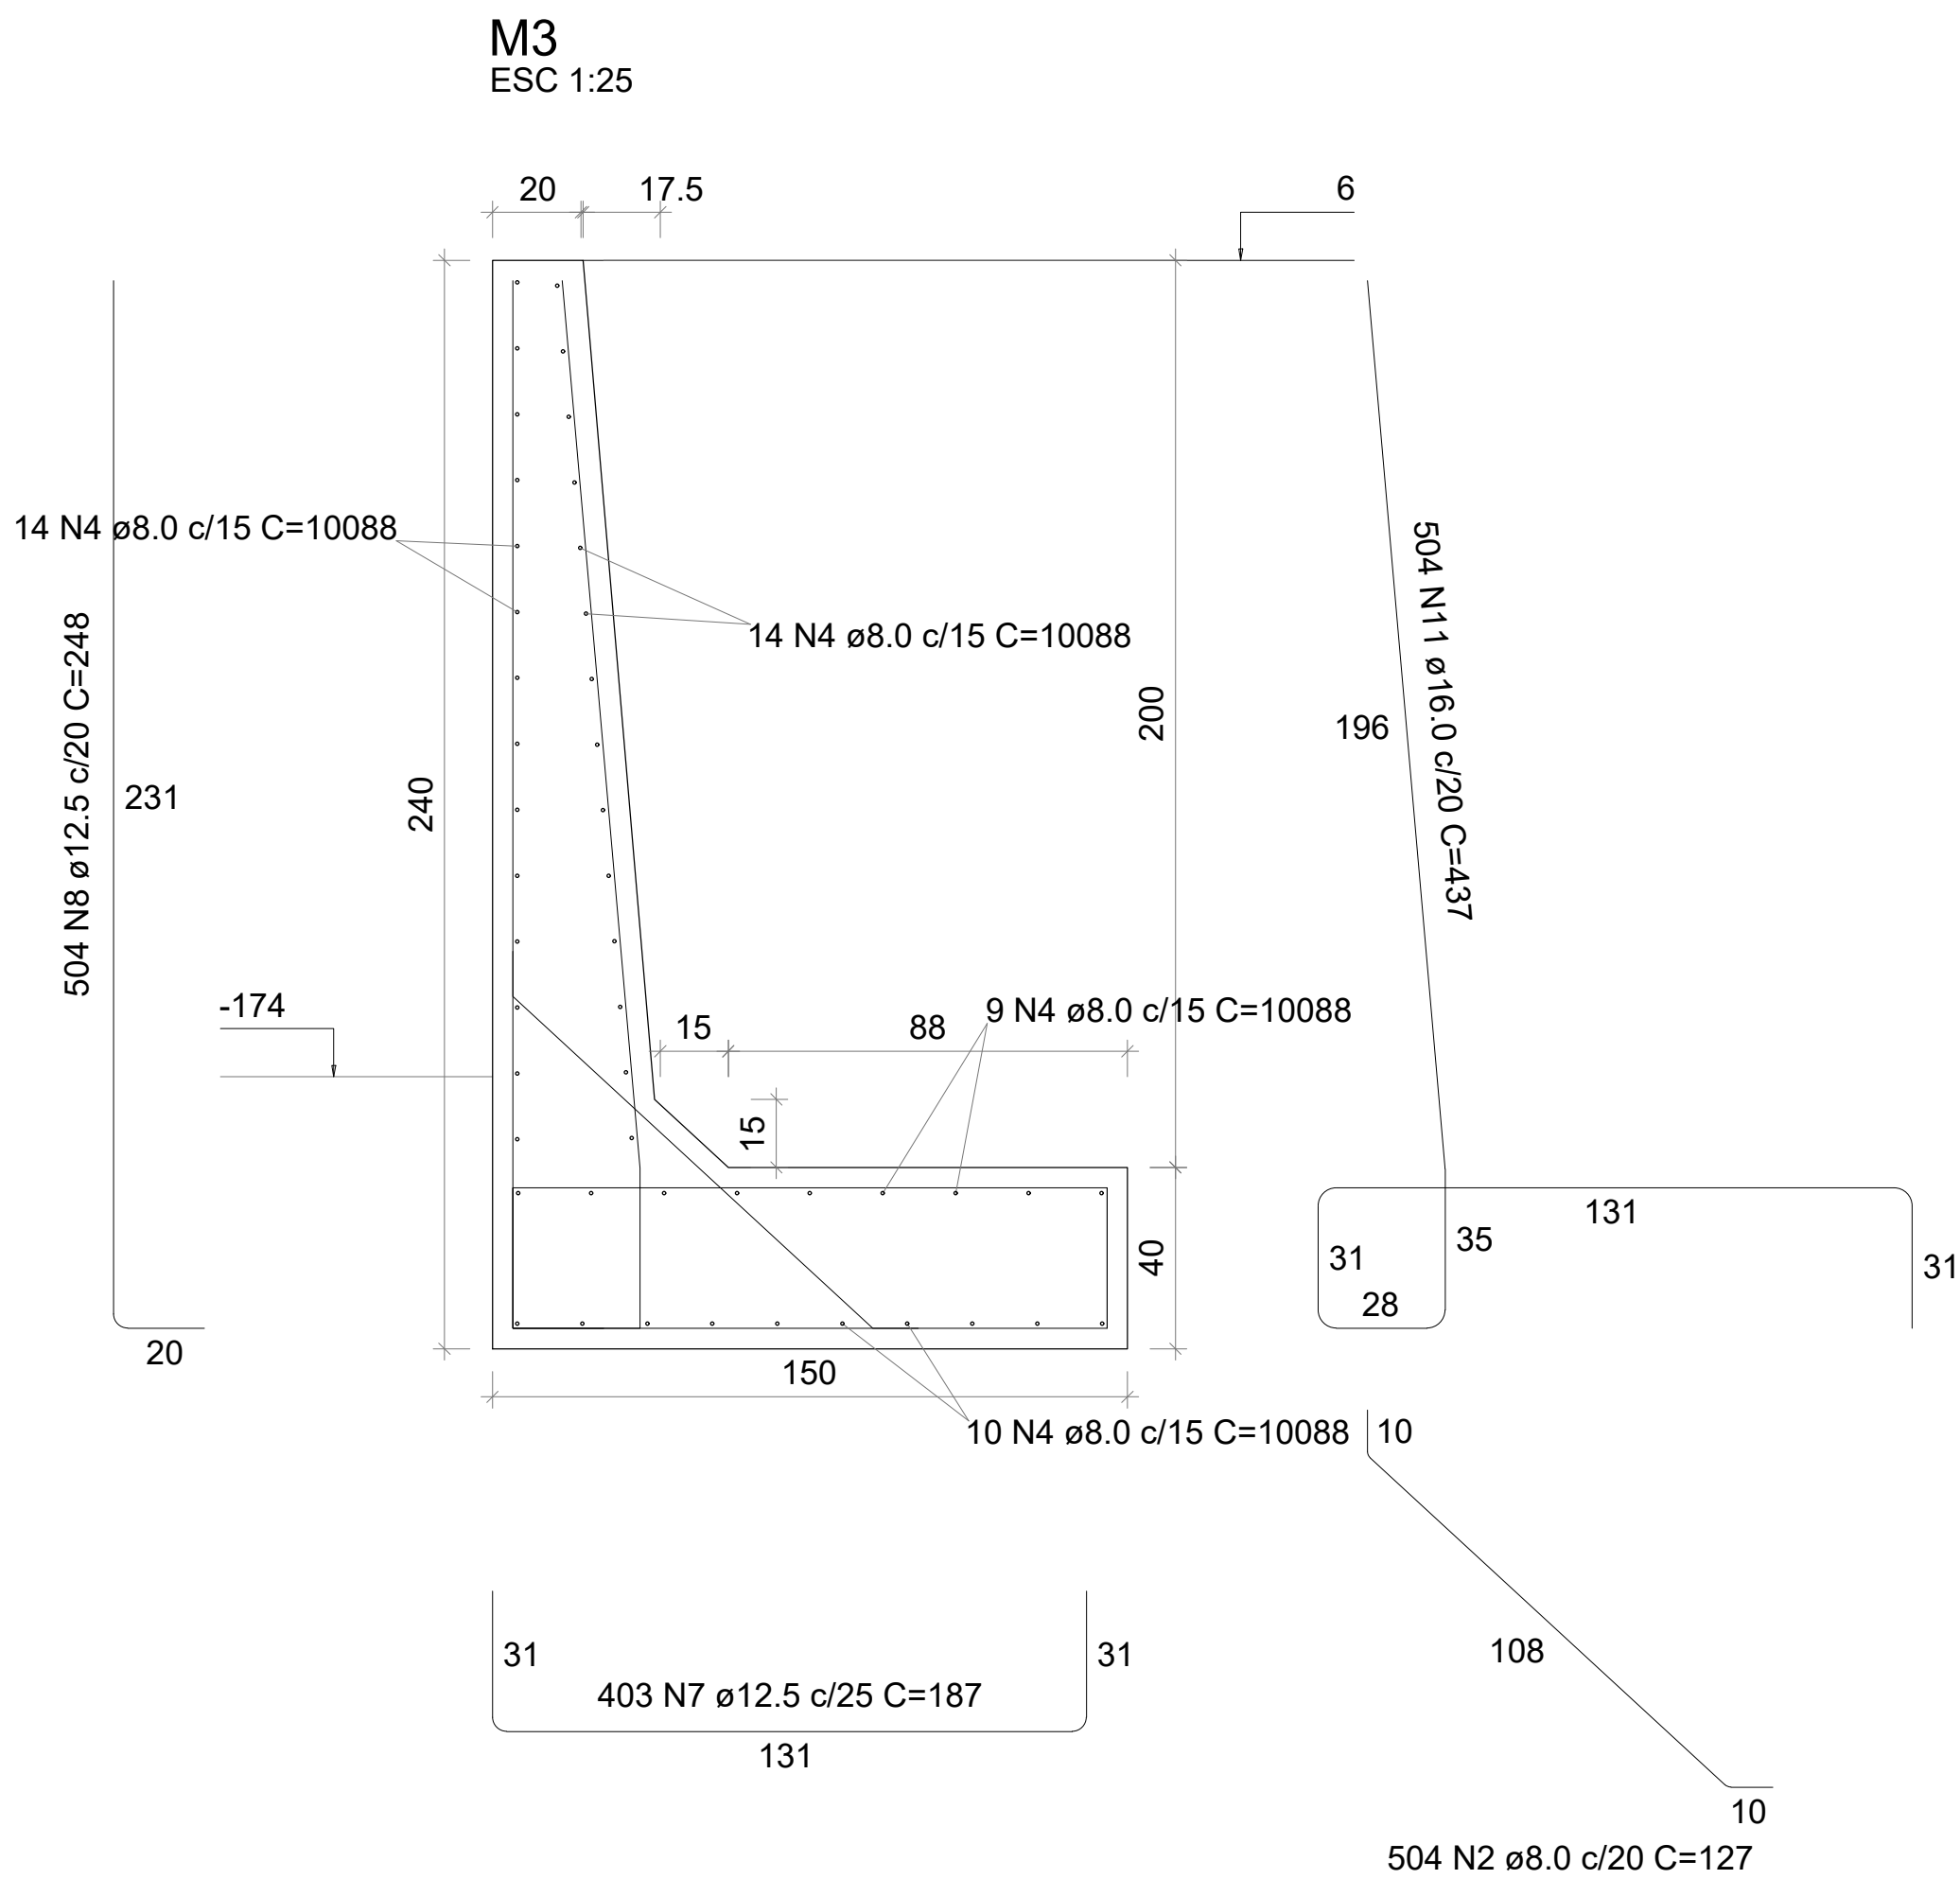 M3
ESC 1:25
20
17.5
6
14 N4 ø8.0 c/15 C=10088
504 N8 ø12.5 c/20 C=248
231
20
240
-174
14 N4 ø8.0 c/15 C=10088
200
196
504 N11 ø16.0 c/20 C=437
9 N4 ø8.0 c/15 C=10088
15
88
15
40
150
10 N4 ø8.0 c/15 C=10088
131
31
35
28
31
10
108
10
504 N2 ø8.0 c/20 C=127
31
31
403 N7 ø12.5 c/25 C=187
131